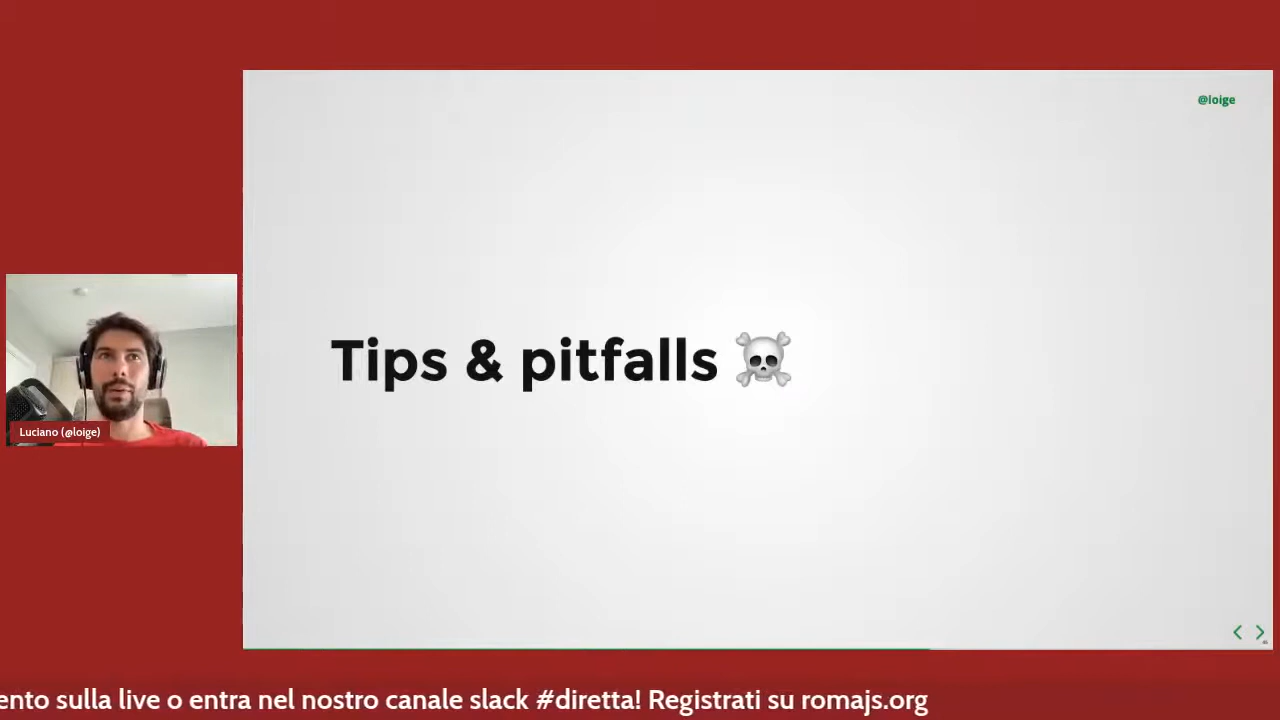 @loige
Tips & pitfalls ☠️
Luciano (@loige)
ento sulla live o entra nel nostro canale slack #diretta! Registrati su romajs.org